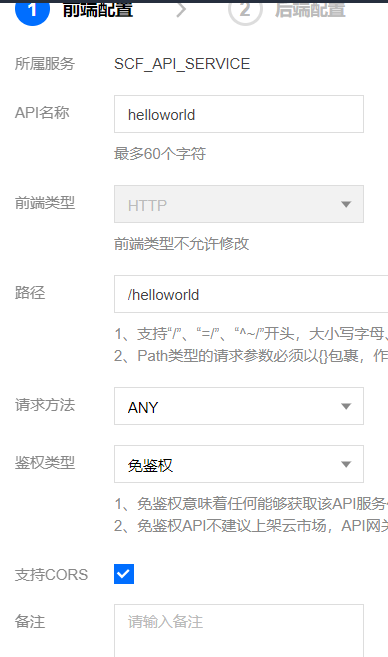 1 前端配置 > 2 后端配置
所属服务 SCF_API_SERVICE
API名称 helloworld
最多60个字符
前端类型 HTTP
前端类型不允许修改
路径 /helloworld
1、支持“/”、“=/”、“^~/”开头，大小写字母、
2、Path类型的请求参数必须以{}包裹，作
请求方法 ANY
鉴权类型 免鉴权
1、免鉴权意味着任何能够获取该API服务
2、免鉴权API不建议上架云市场，API网关
支持CORS
备注 请输入备注